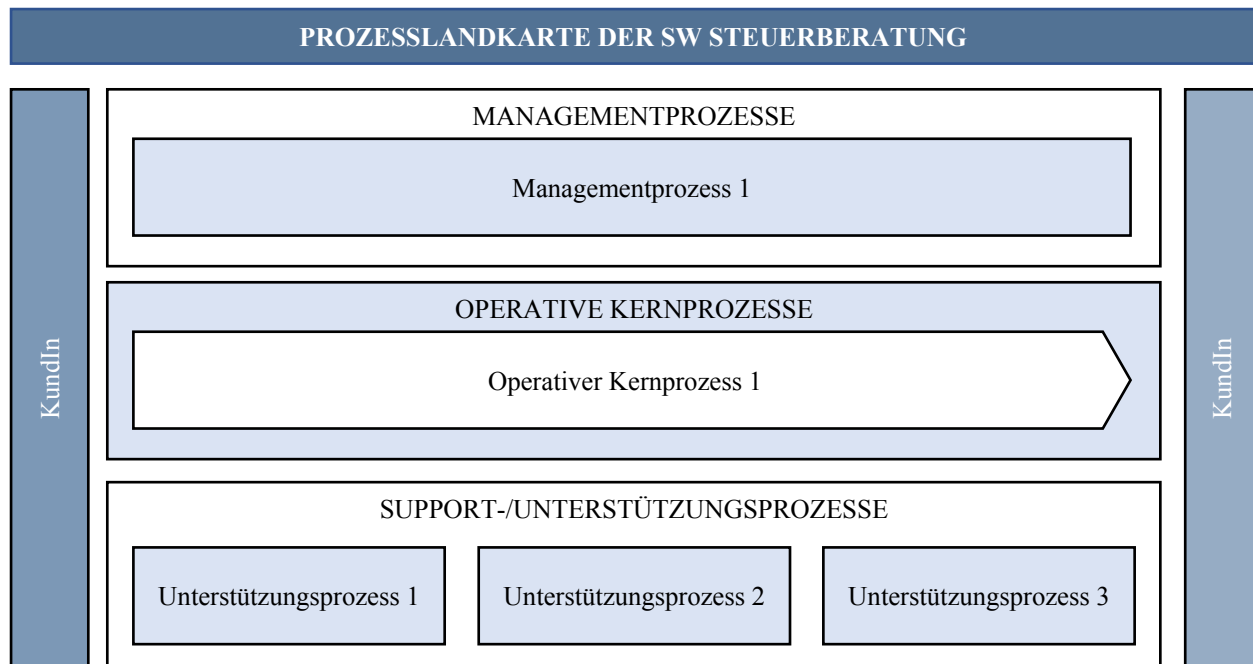 PROZESSLANDKARTE DER SW STEUERBERATUNG
KundIn
MANAGEMENTPROZESSE
Managementprozess 1
OPERATIVE KERNPROZESSE
Operativer Kernprozess 1
SUPPORT-/UNTERSTÜTZUNGSPROZESSE
Unterstützungsprozess 1
Unterstützungsprozess 2
Unterstützungsprozess 3
KundIn